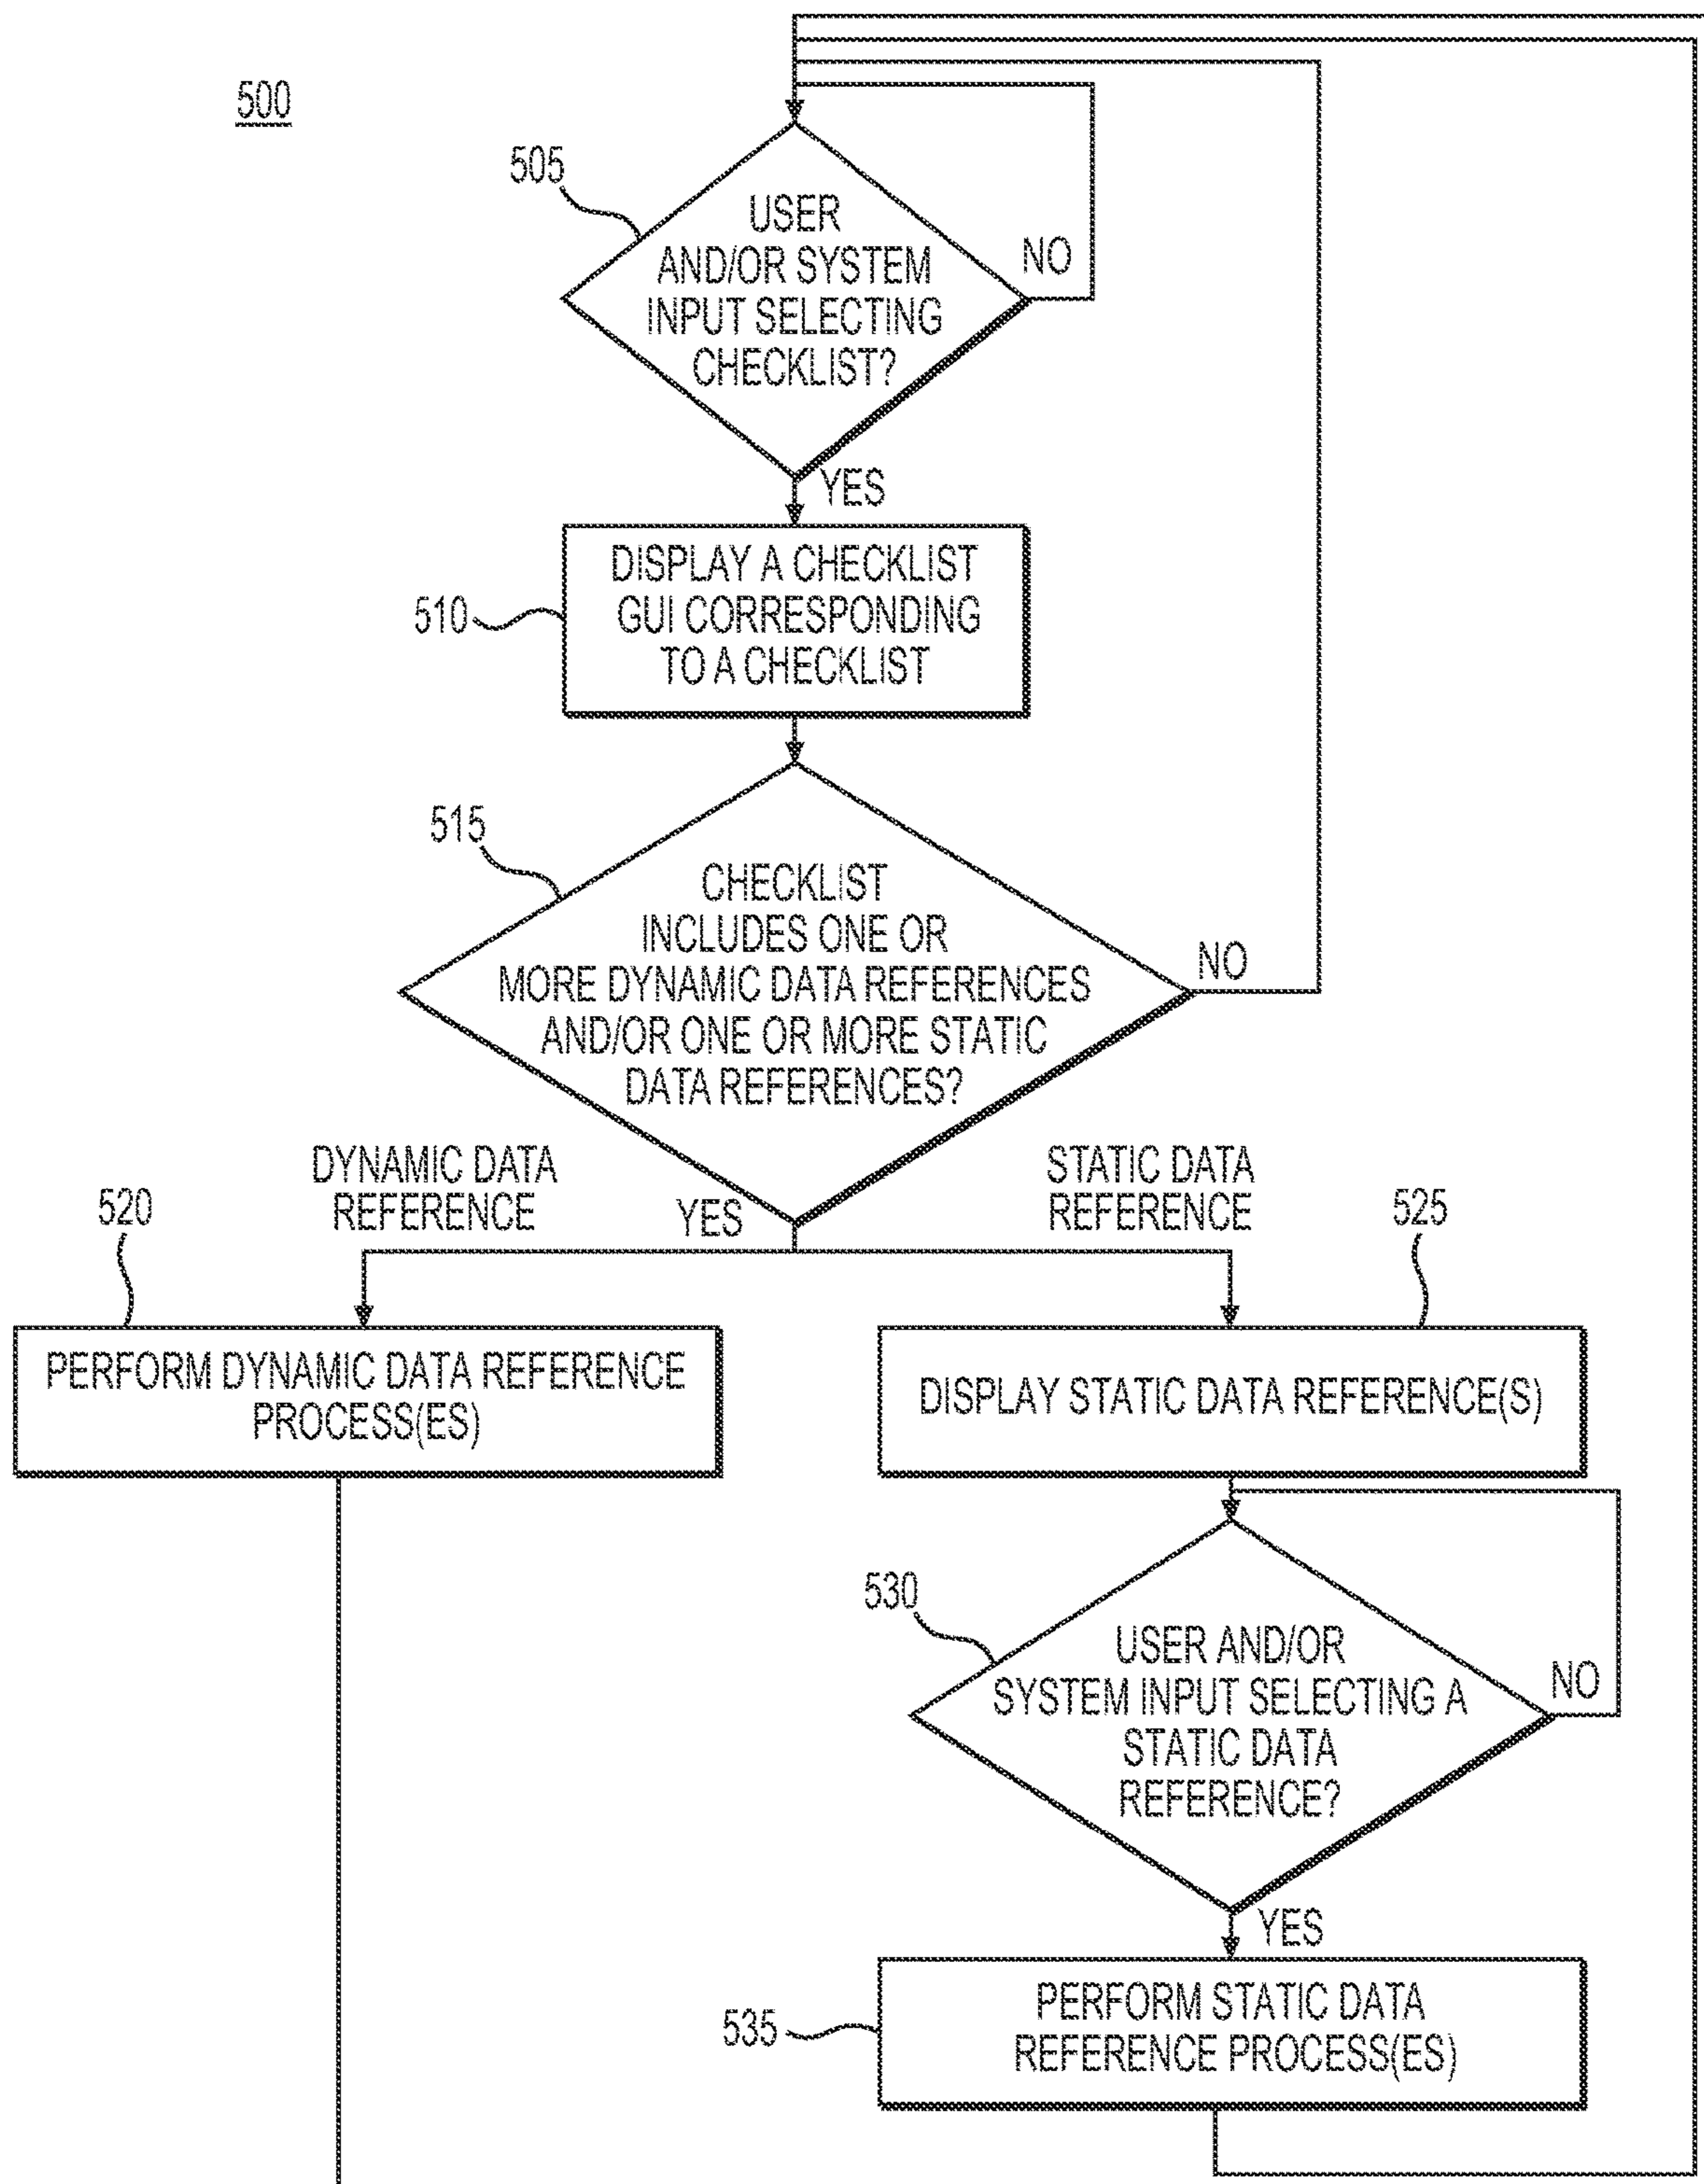 500
505
USER
AND/OR SYSTEM
INPUT SELECTING
CHECKLIST?
NO
YES
510
DISPLAY A CHECKLIST
GUI CORRESPONDING
TO A CHECKLIST
515
CHECKLIST
INCLUDES ONE OR
MORE DYNAMIC DATA REFERENCES
AND/OR ONE OR MORE STATIC
DATA REFERENCES?
NO
DYNAMIC DATA
REFERENCE
YES
STATIC DATA
REFERENCE
520
PERFORM DYNAMIC DATA REFERENCE
PROCESS(ES)
525
DISPLAY STATIC DATA REFERENCE(S)
530
USER AND/OR
SYSTEM INPUT SELECTING A
STATIC DATA
REFERENCE?
NO
YES
535
PERFORM STATIC DATA
REFERENCE PROCESS(ES)